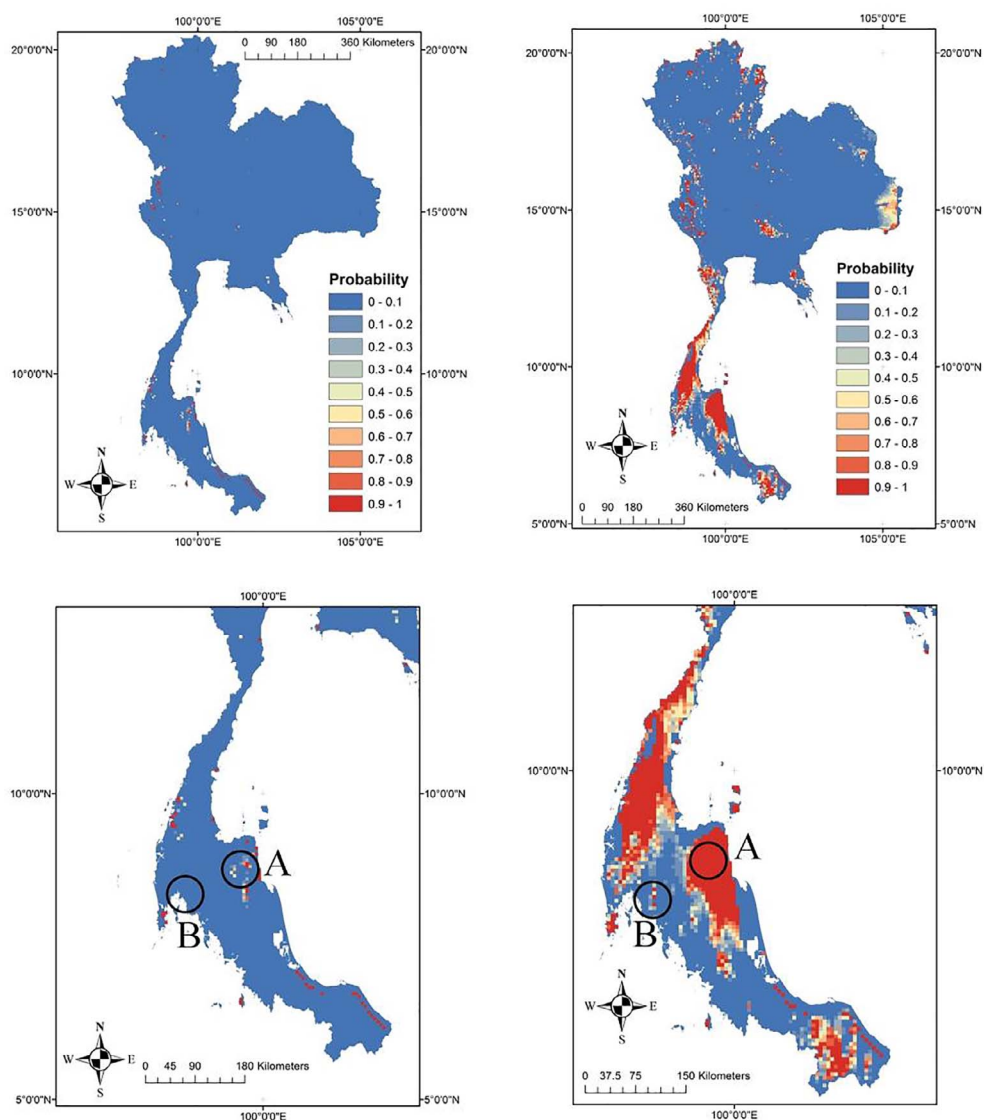 100°0'0"E 105°0'0"E
0 90 180 360 Kilometers
20°0'0"N 20°0'0"N
15°0'0"N 15°0'0"N
10°0'0"N 10°0'0"N
Probability
0 - 0.1
0.1 - 0.2
0.2 - 0.3
0.3 - 0.4
0.4 - 0.5
0.5 - 0.6
0.6 - 0.7
0.7 - 0.8
0.8 - 0.9
0.9 - 1
N
W E
S
100°0'0"E 105°0'0"E
100°0'0"E 105°0'0"E
20°0'0"N 20°0'0"N
15°0'0"N 15°0'0"N
10°0'0"N 10°0'0"N
Probability
0 - 0.1
0.1 - 0.2
0.2 - 0.3
0.3 - 0.4
0.4 - 0.5
0.5 - 0.6
0.6 - 0.7
0.7 - 0.8
0.8 - 0.9
0.9 - 1
N
W E
S
0 90 180 360 Kilometers
5°0'0"N 5°0'0"N
100°0'0"E 105°0'0"E
100°0'0"E
10°0'0"N 10°0'0"N
A
B
N
W E
S
0 45 90 180 Kilometers
5°0'0"N 5°0'0"N
100°0'0"E
100°0'0"E
10°0'0"N 10°0'0"N
A
B
N
W E
S
0 37.5 75 150 Kilometers
100°0'0"E